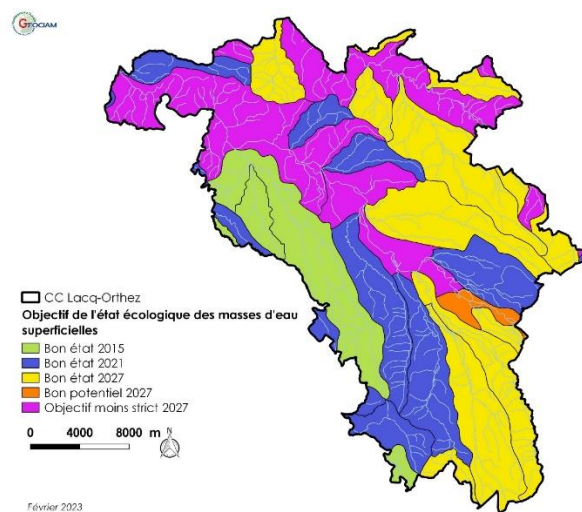 GEOCIAM
CC Lacq-Orthez
Objectif de l'état écologique des masses d'eau
superficielles
Bon état 2015
Bon état 2021
Bon état 2027
Bon potentiel 2027
Objectif moins strict 2027
0 4000 8000 m
N
Février 2023